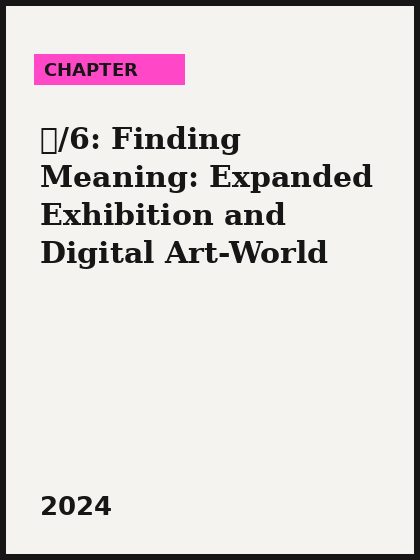 CHAPTER
/6: Finding
Meaning: Expanded
Exhibition and
Digital Art-World
2024